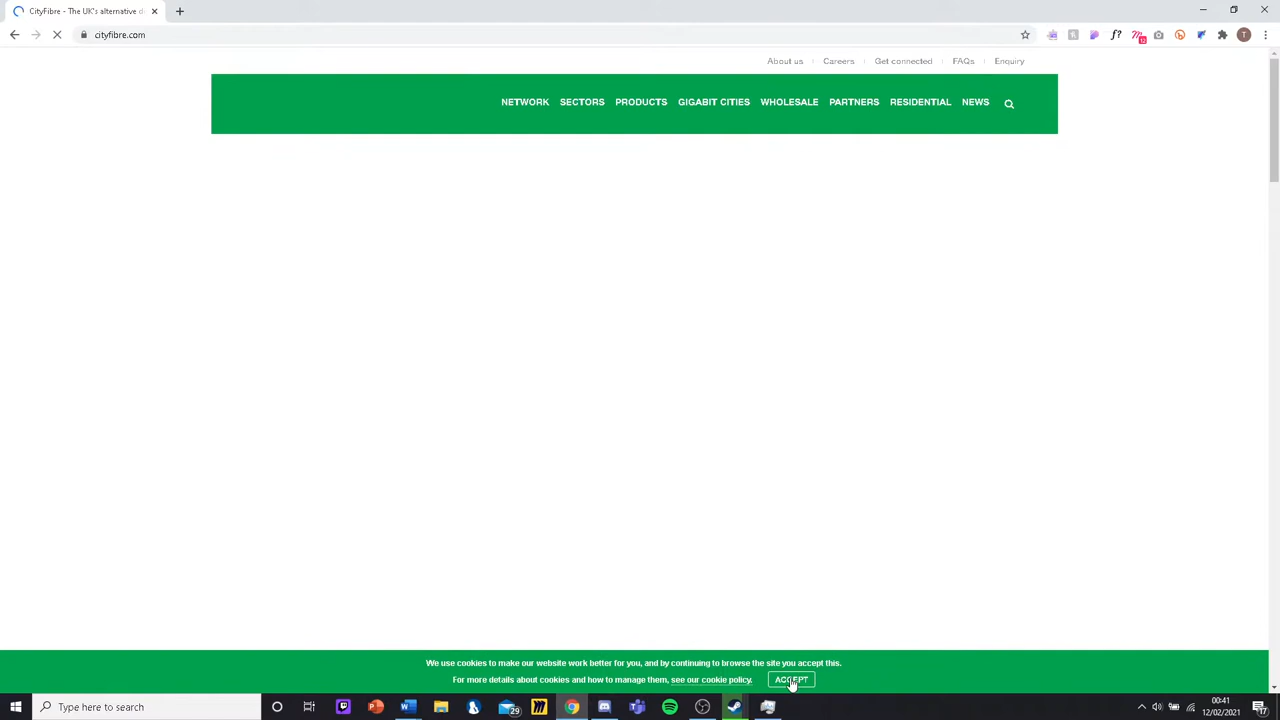 CityFibre - The UK's alternative d
cityfibre.com
About us
Careers
Get connected
FAQs
Enquiry
NETWORK SECTORS PRODUCTS GIGABIT CITIES WHOLESALE PARTNERS RESIDENTIAL NEWS
We use cookies to make our website work better for you, and by continuing to browse the site you accept this.
For more details about cookies and how to manage them, see our cookie policy.
ACCEPT
Type here to search
29
00:41
12/02/2021